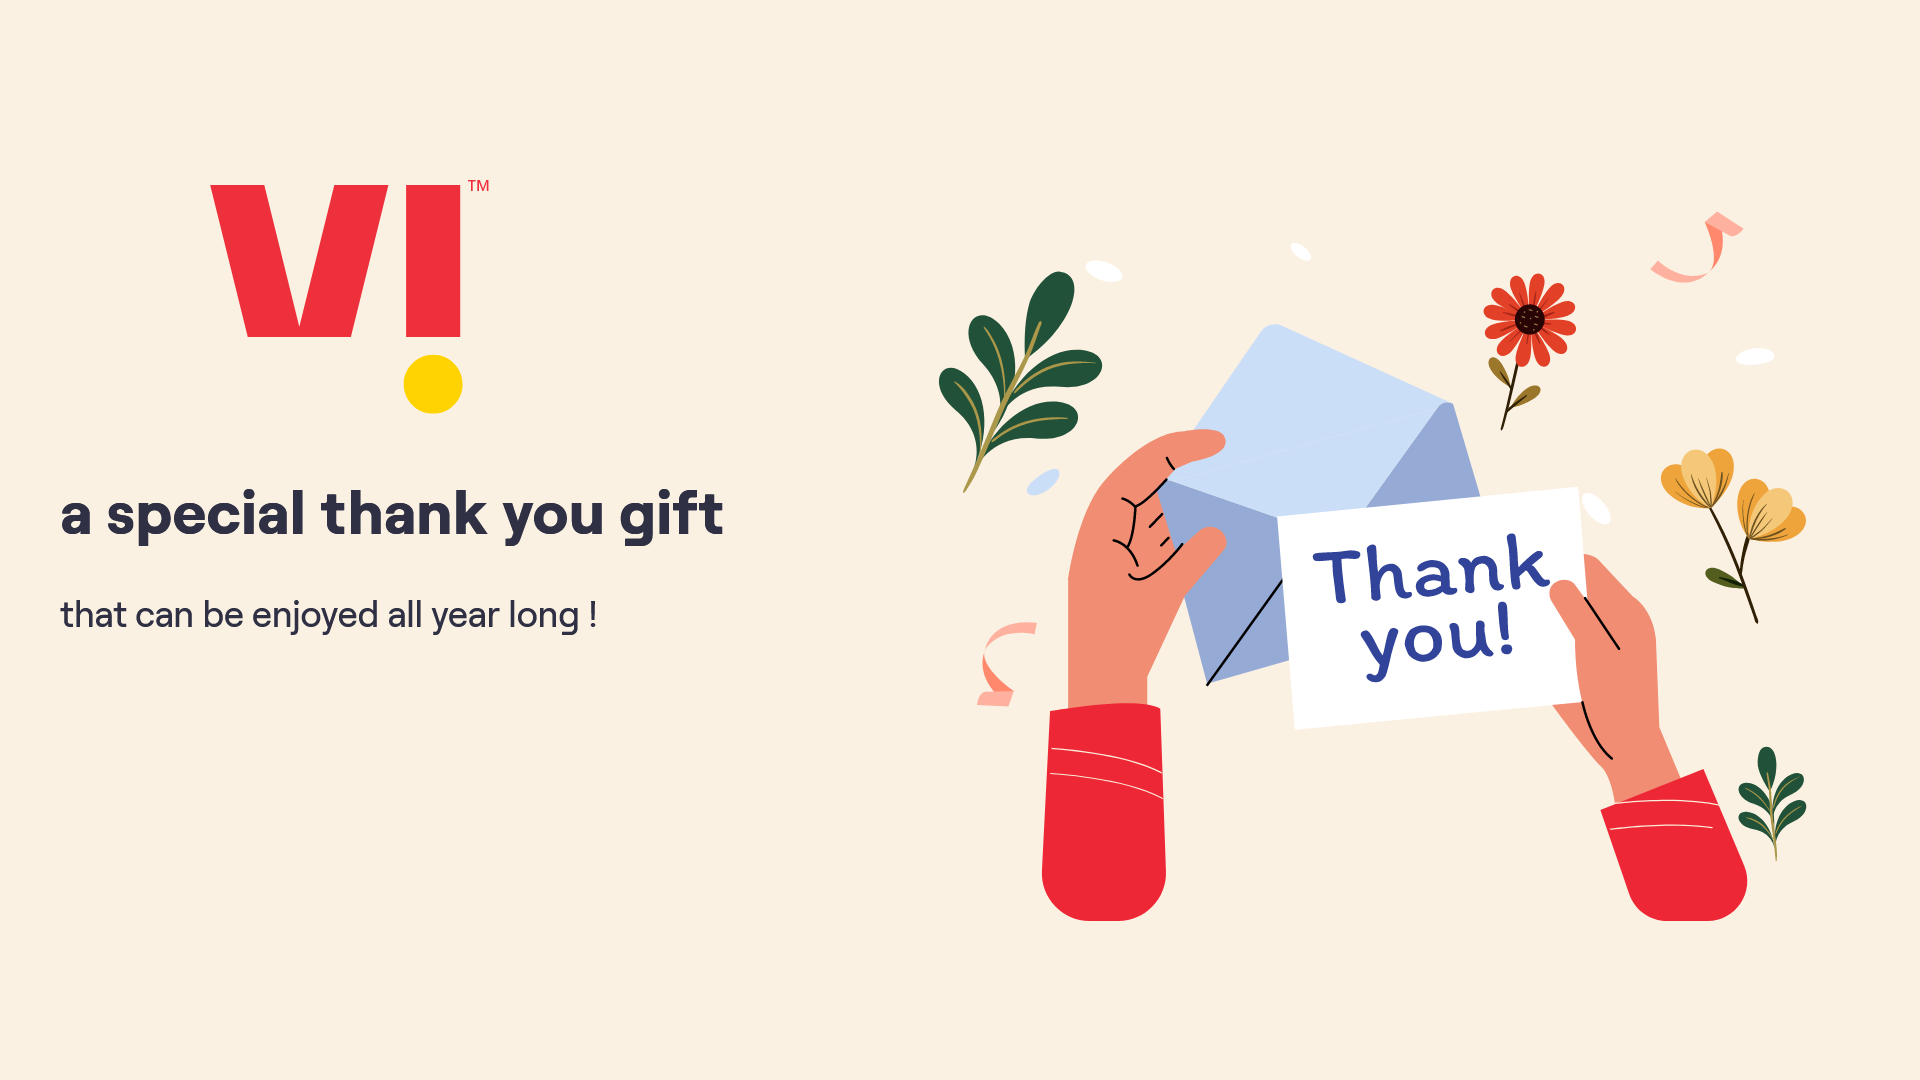 VI
TM
a special thank you gift
that can be enjoyed all year long !
Thank
you!